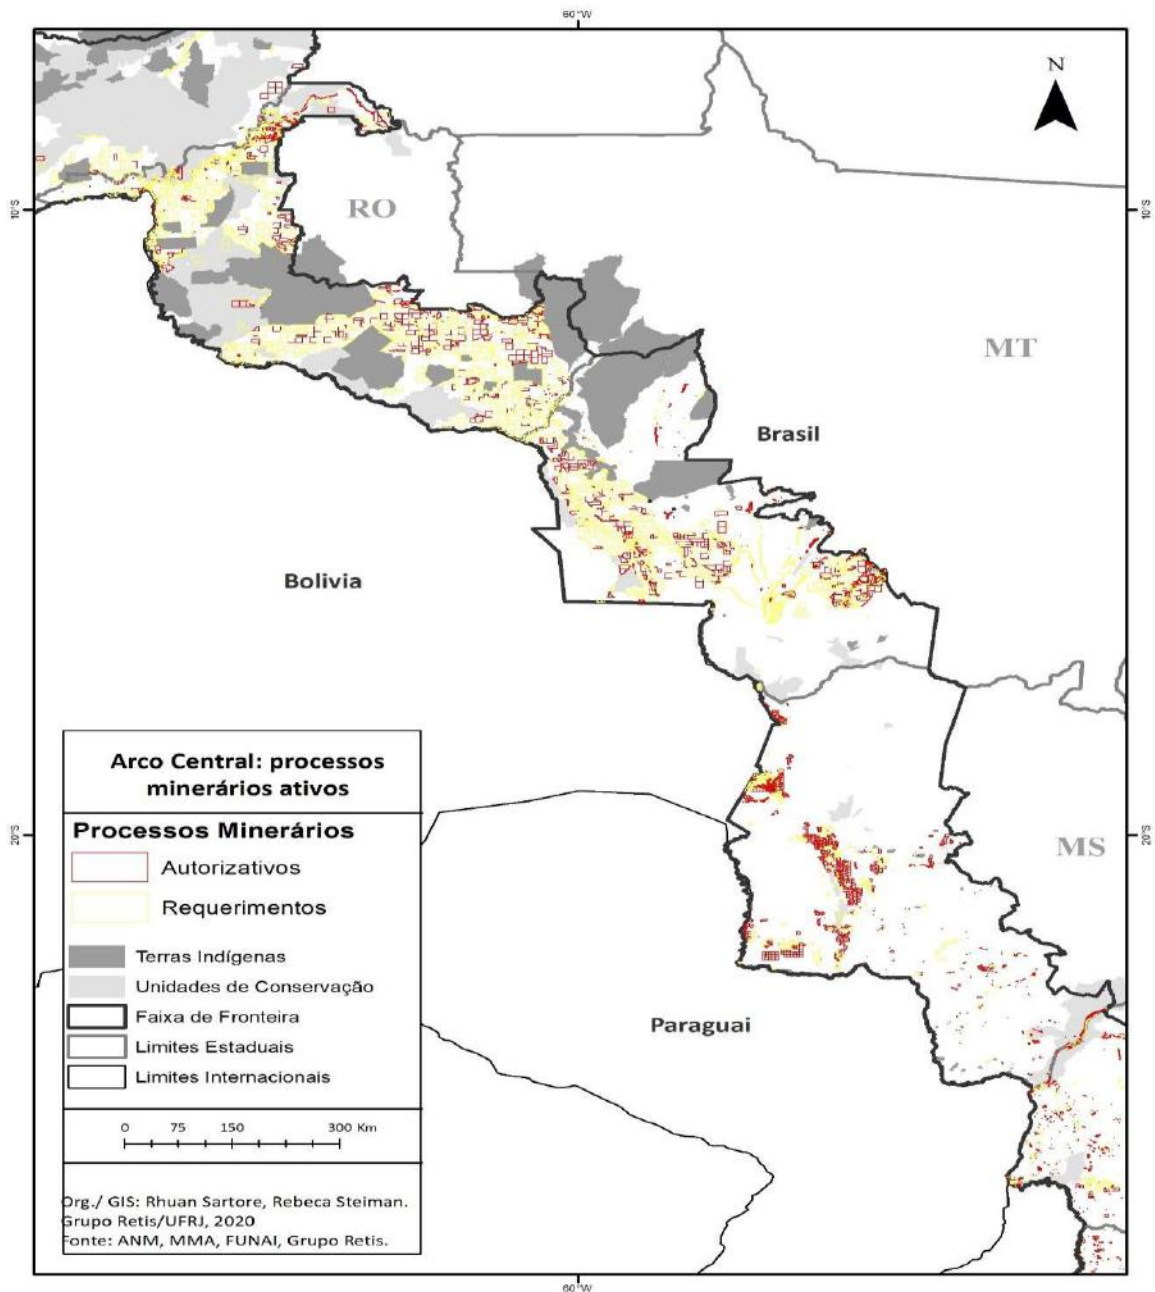 60°W
N
10°S
RO
10°S
MT
Brasil
Bolivia
Arco Central: processos
minerários ativos
Processos Minerários
Autorizativos
Requerimentos
Terras Indígenas
Unidades de Conservação
Faixa de Fronteira
Limites Estaduais
Limites Internacionais
0 75 150 300 Km
Org./ GIS: Rhuan Sartore, Rebeca Steiman.
Grupo Retis/UFRJ, 2020
Fonte: ANM, MMA, FUNAI, Grupo Retis.
20°S
20°S
MS
Paraguai
60°W